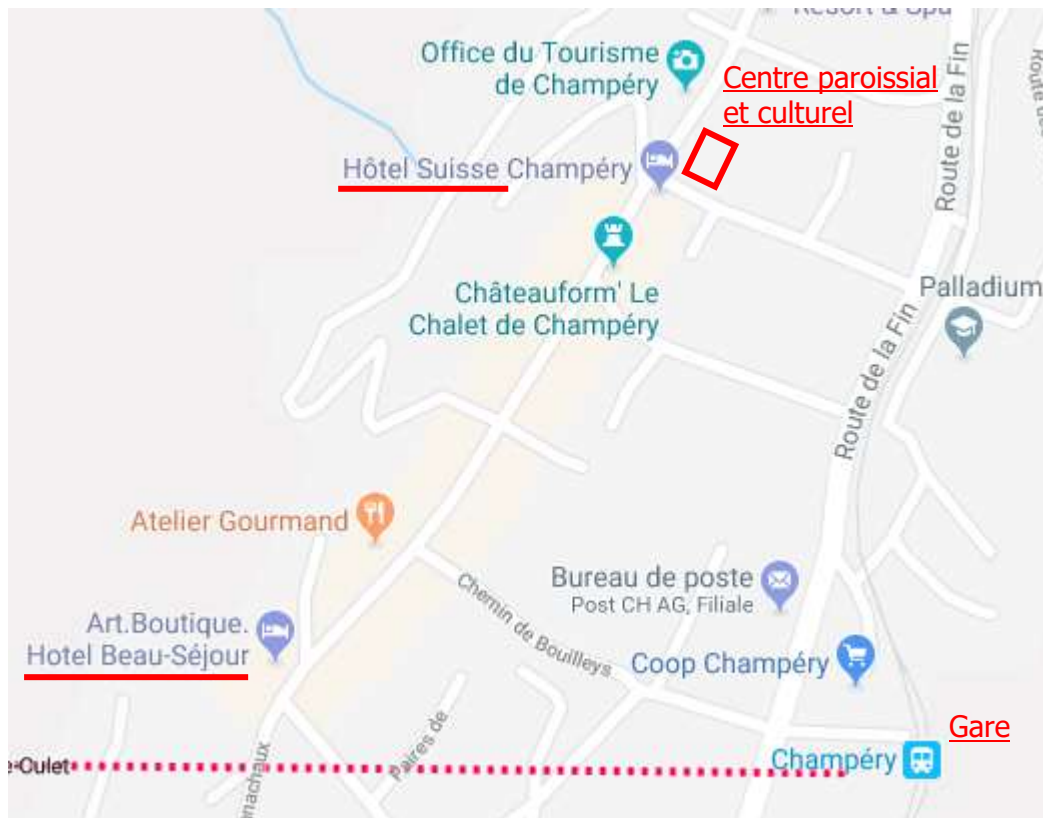 Resort & Spa
Office du Tourisme
de Champéry
Centre paroissial
et culturel
Route de la Fin
Hôtel Suisse Champéry
Châteauform' Le
Chalet de Champéry
Palladium
Route de la Fin
Atelier Gourmand
Bureau de poste
Post CH AG, Filiale
Chemin de Bouilleys
Art.Boutique.
Hotel Beau-Séjour
Coop Champéry
Paires de
Gare
Champéry
e-Culet
onachaux